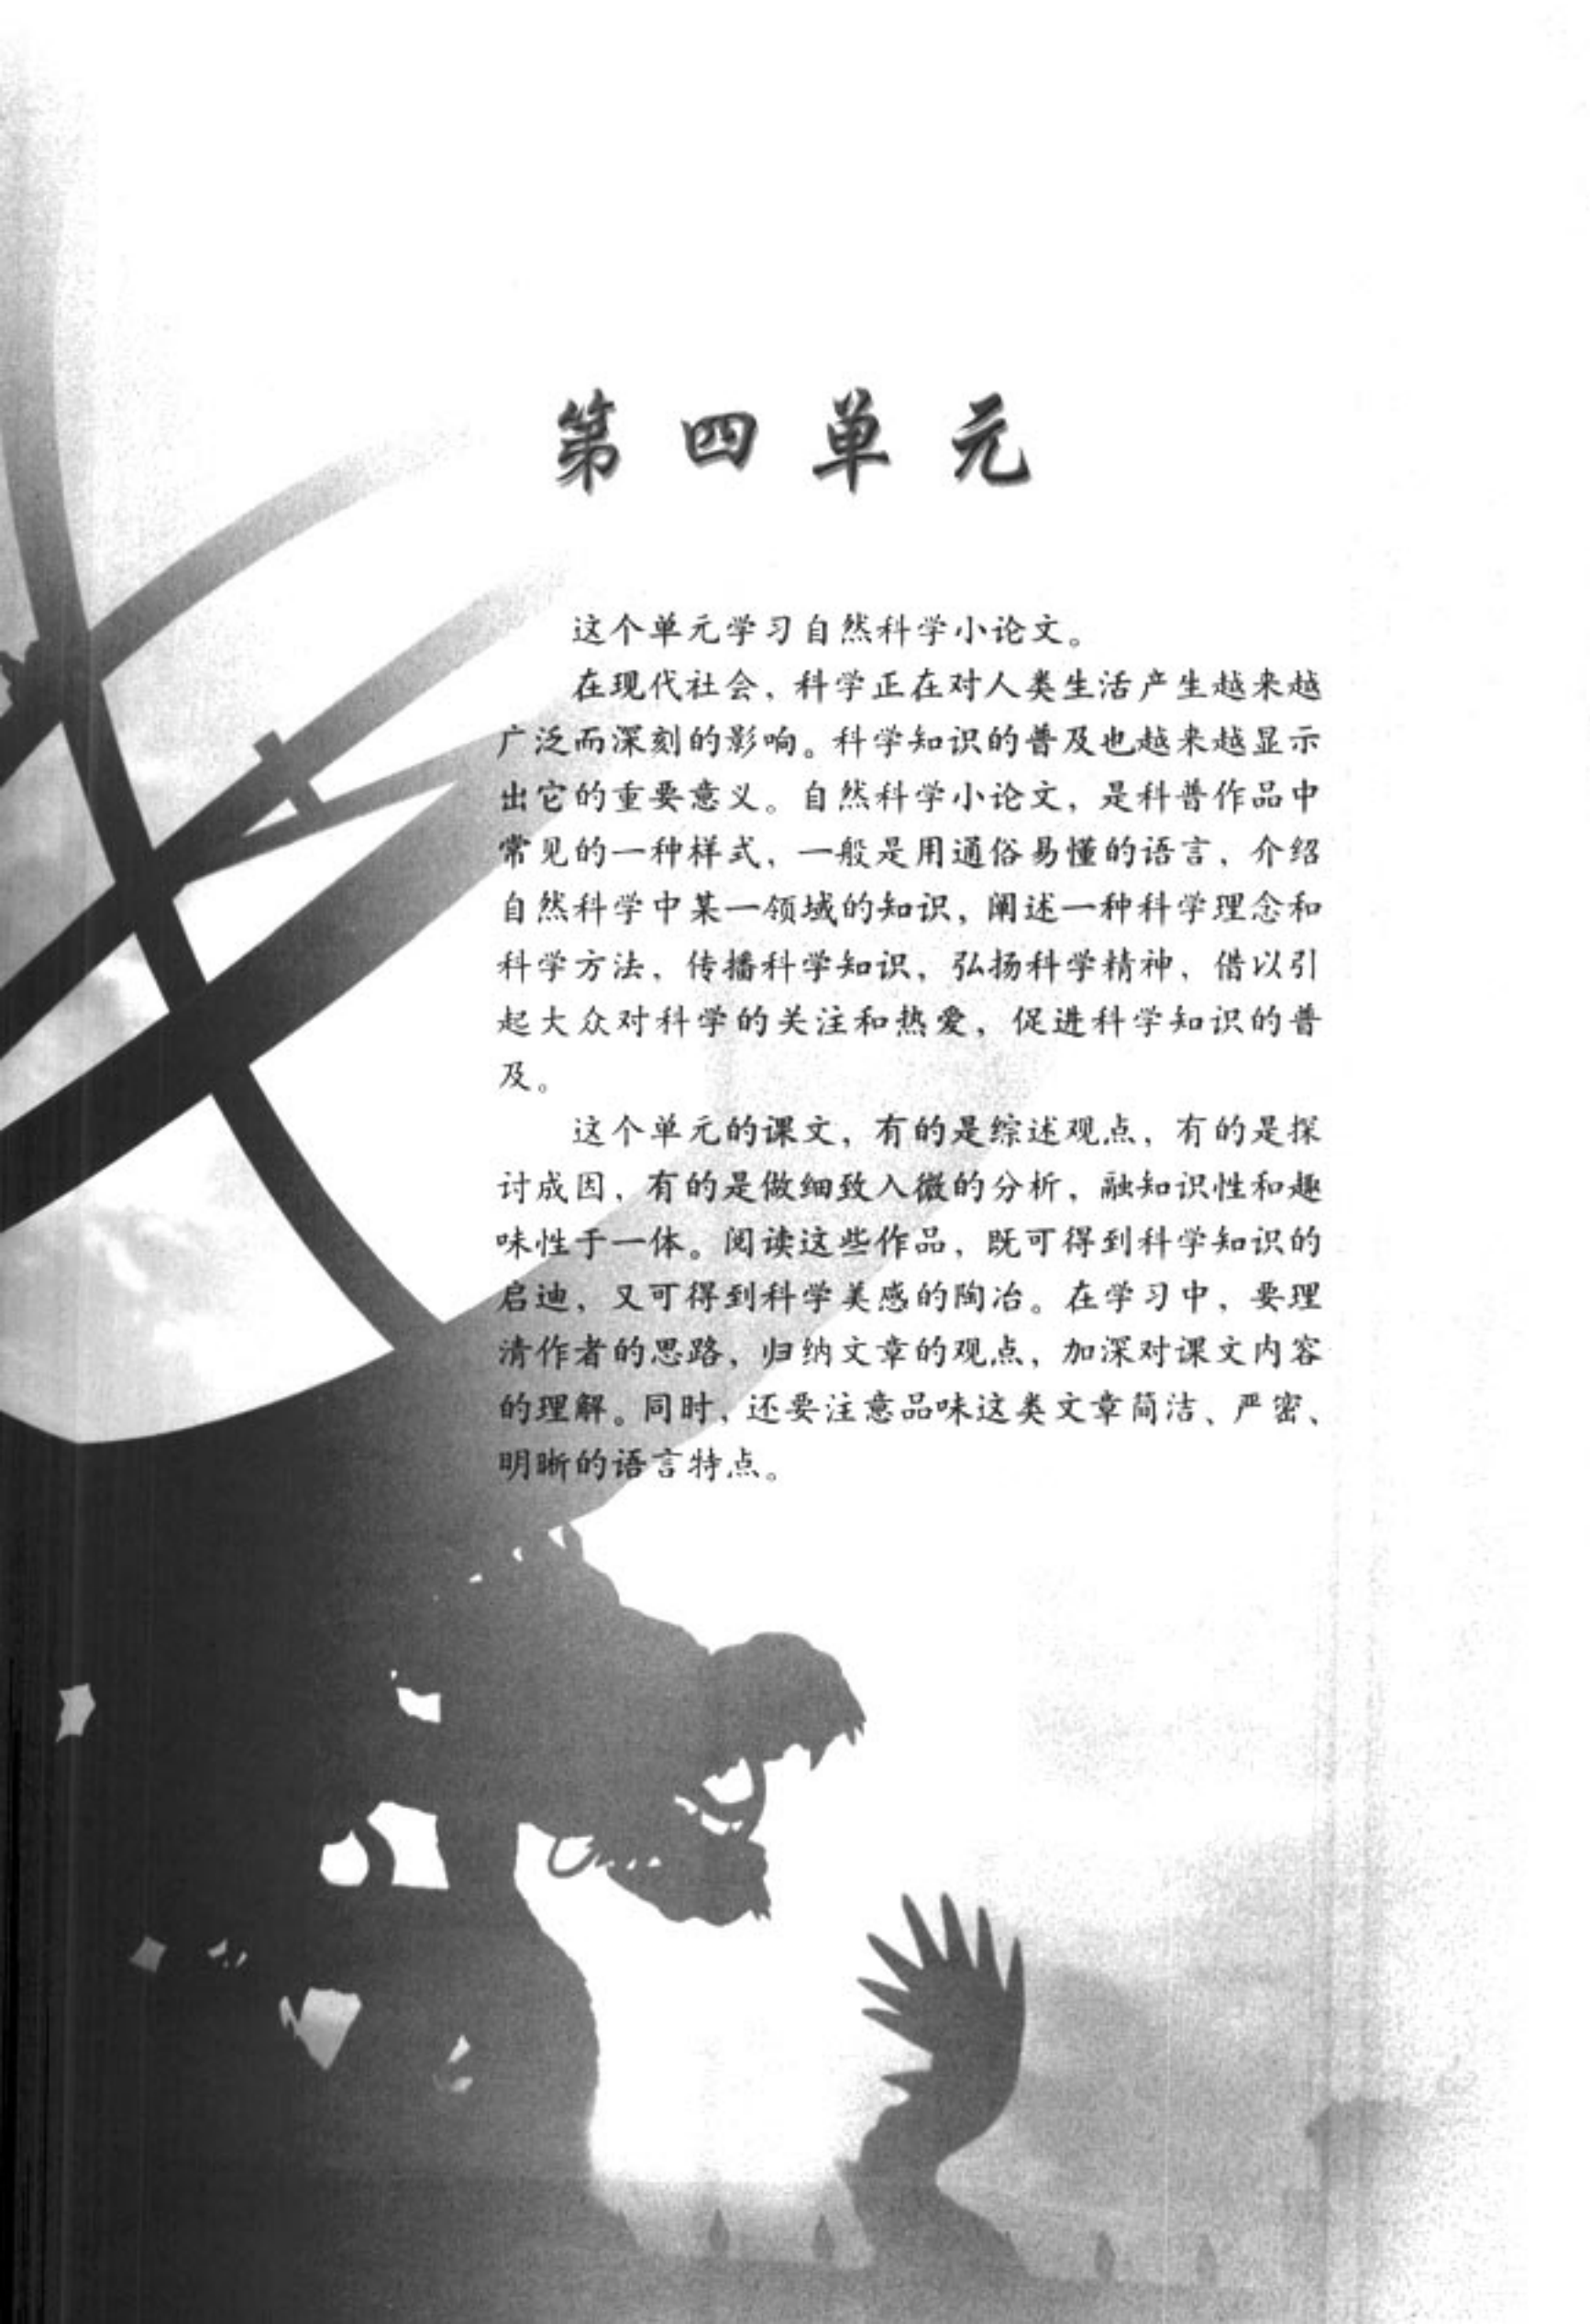 第四单元
这个单元学习自然科学小论文。
在现代社会，科学正在对人类生活产生越来越
广泛而深刻的影响。科学知识的普及也越来越显示
出它的重要意义。自然科学小论文，是科普作品中
常见的一种样式，一般是用通俗易懂的语言，介绍
自然科学中某一领域的知识，阐述一种科学理念和
科学方法，传播科学知识，弘扬科学精神，借以引
起大众对科学的关注和热爱，促进科学知识的普
及。
这个单元的课文，有的是综述观点，有的是探
讨成因，有的是做细致入微的分析，融知识性和趣
味性于一体。阅读这些作品，既可得到科学知识的
启迪，又可得到科学美感的陶冶。在学习中，要理
清作者的思路，归纳文章的观点，加深对课文内容
的理解。同时，还要注意品味这类文章简洁、严密、
明晰的语言特点。